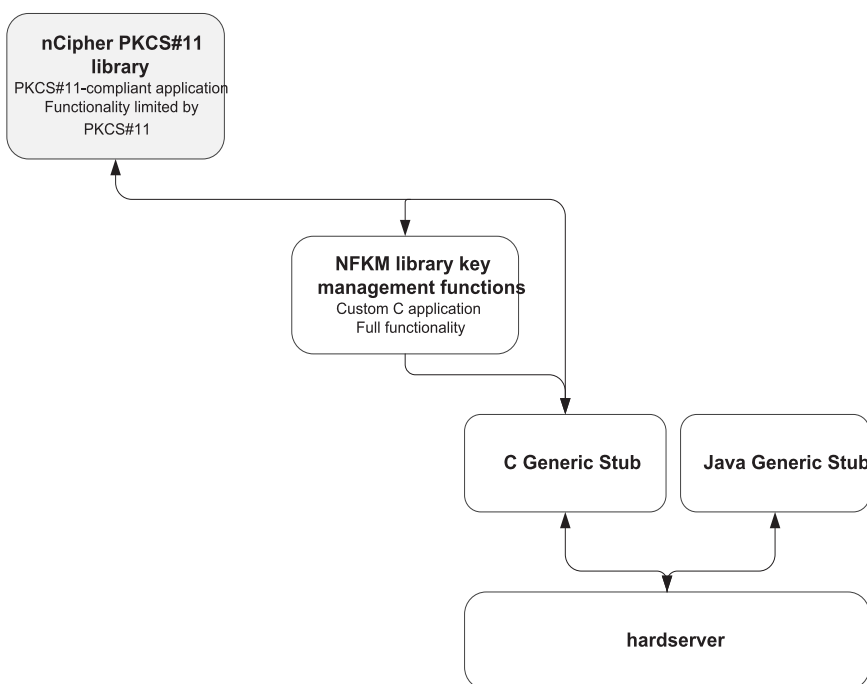 nCipher PKCS#11
library
PKCS#11-compliant application
Functionality limited by
PKCS#11
NFKM library key
management functions
Custom C application
Full functionality
C Generic Stub
Java Generic Stub
hardserver